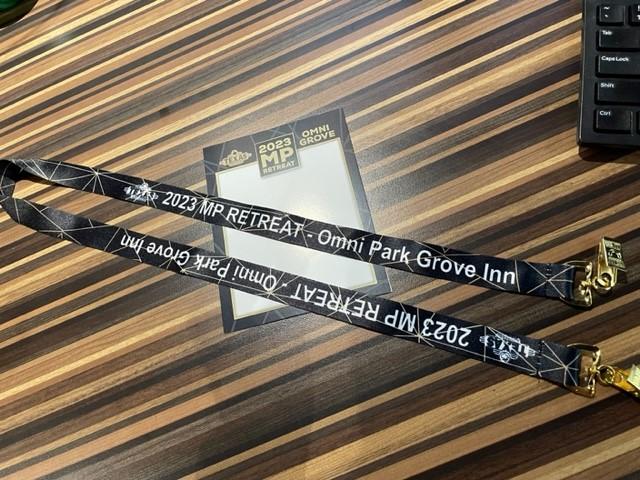 2023
MP
RETREAT
OMNI
GROVE
2023 MP RETREAT - Omni Park Grove Inn
2023 MP RETREAT - Omni Park Grove Inn
Tab
Caps Lock
Shift
Ctrl